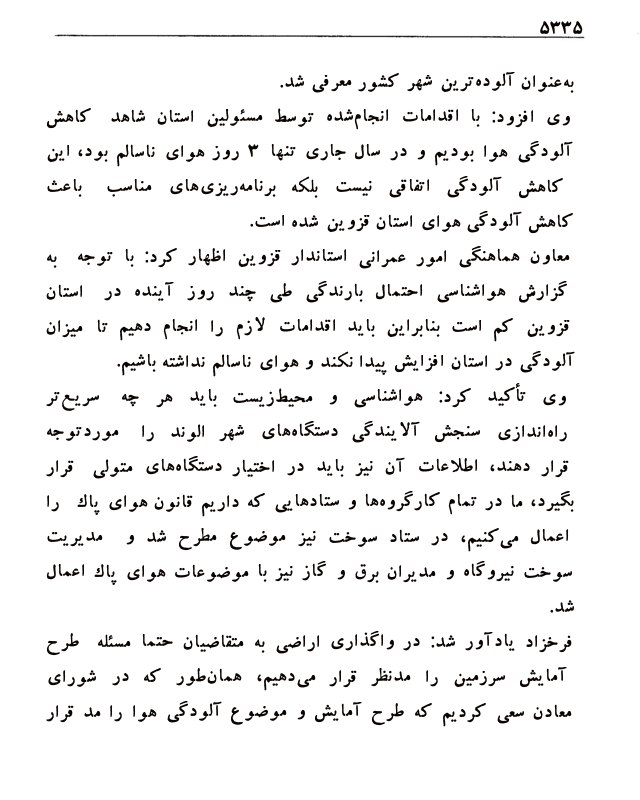 ۵۳۳۵
به‌عنوان آلوده‌ترین شهر کشور معرفی شد.
وی افزود: با اقدامات انجام‌شده توسط مسئولین استان شاهد کاهش
آلودگی هوا بودیم و در سال جاری تنها ۳ روز هوای ناسالم بود، این
کاهش آلودگی اتفاقی نیست بلکه برنامه‌ریزی‌های مناسب باعث
کاهش آلودگی هوای استان قزوین شده است.
معاون هماهنگی امور عمرانی استاندار قزوین اظهار کرد: با توجه به
گزارش هواشناسی احتمال بارندگی طی چند روز آینده در استان
قزوین کم است بنابراین باید اقدامات لازم را انجام دهیم تا میزان
آلودگی در استان افزایش پیدا نکند و هوای ناسالم نداشته باشیم.
وی تأکید کرد: هواشناسی و محیط‌زیست باید هر چه سریع‌تر
راه‌اندازی سنجش آلایندگی دستگاه‌های شهر الوند را موردتوجه
قرار دهند، اطلاعات آن نیز باید در اختیار دستگاه‌های متولی قرار
بگیرد، ما در تمام کارگروه‌ها و ستادهایی که داریم قانون هوای پاك را
اعمال می‌کنیم، در ستاد سوخت نیز موضوع مطرح شد و مدیریت
سوخت نیروگاه و مدیران برق و گاز نیز با موضوعات هوای پاك اعمال
شد.
فرخزاد یادآور شد: در واگذاری اراضی به متقاضیان حتما مسئله طرح
آمایش سرزمین را مدنظر قرار می‌دهیم، همان‌طور که در شورای
معادن سعی کردیم که طرح آمایش و موضوع آلودگی هوا را مد قرار